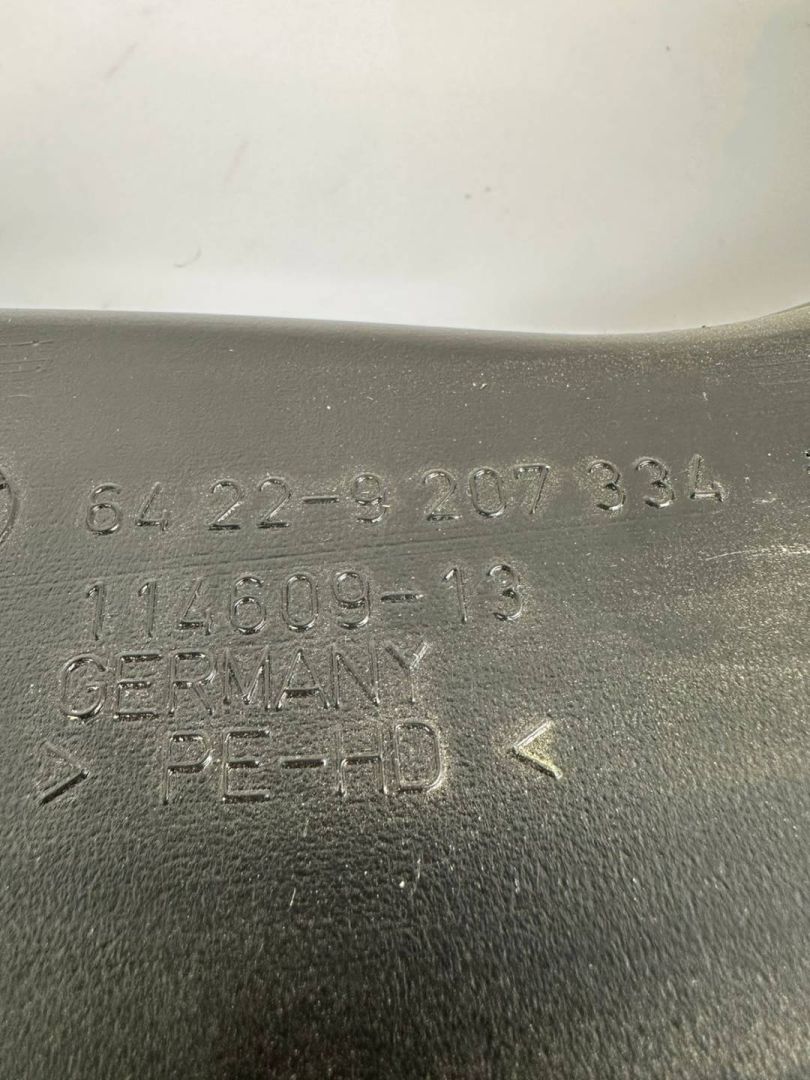 64 22-9 207 334
114609-13
GERMANY
> PE-HD <